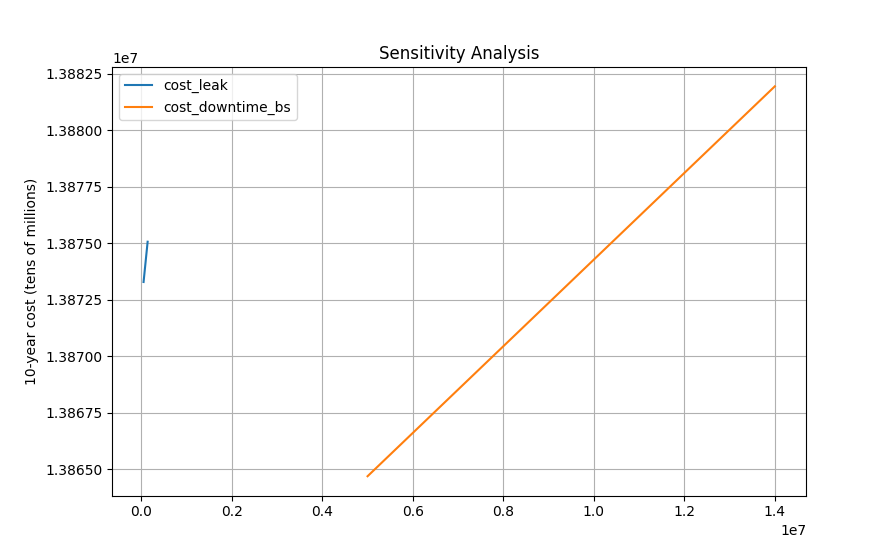 Sensitivity Analysis
1e7
cost_leak
cost_downtime_bs
10-year cost (tens of millions)
1.38825
1.38800
1.38775
1.38750
1.38725
1.38700
1.38675
1.38650
0.0 0.2 0.4 0.6 0.8 1.0 1.2 1.4
1e7